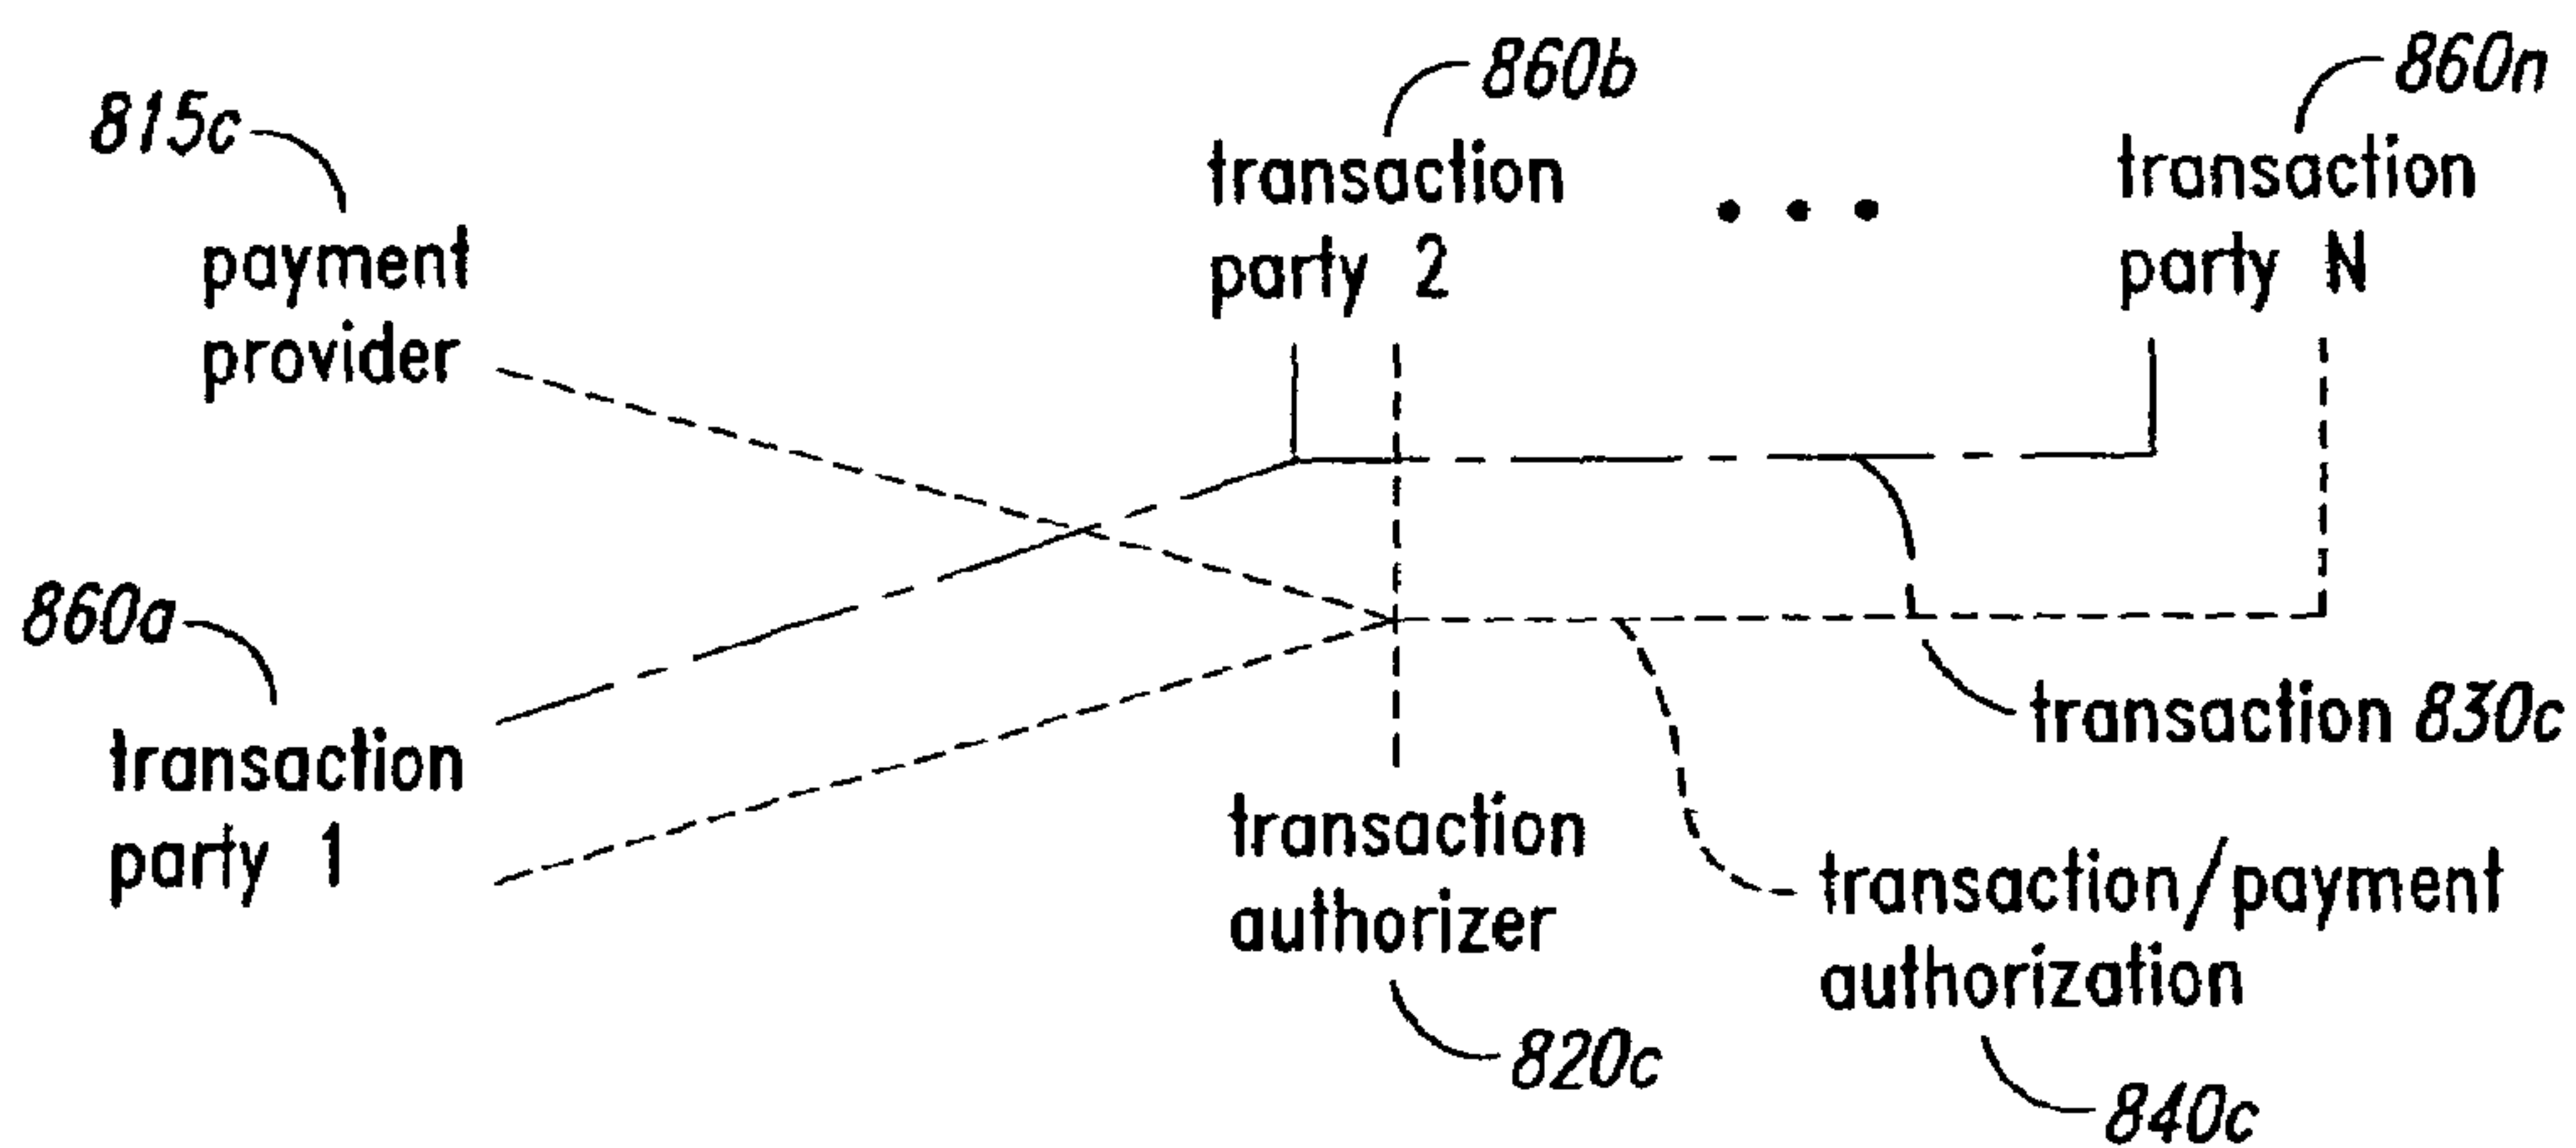 815c
payment
provider
860b
transaction
party 2
• • •
860n
transaction
party N
860a
transaction
party 1
transaction
authorizer
820c
transaction 830c
transaction/payment
authorization
840c